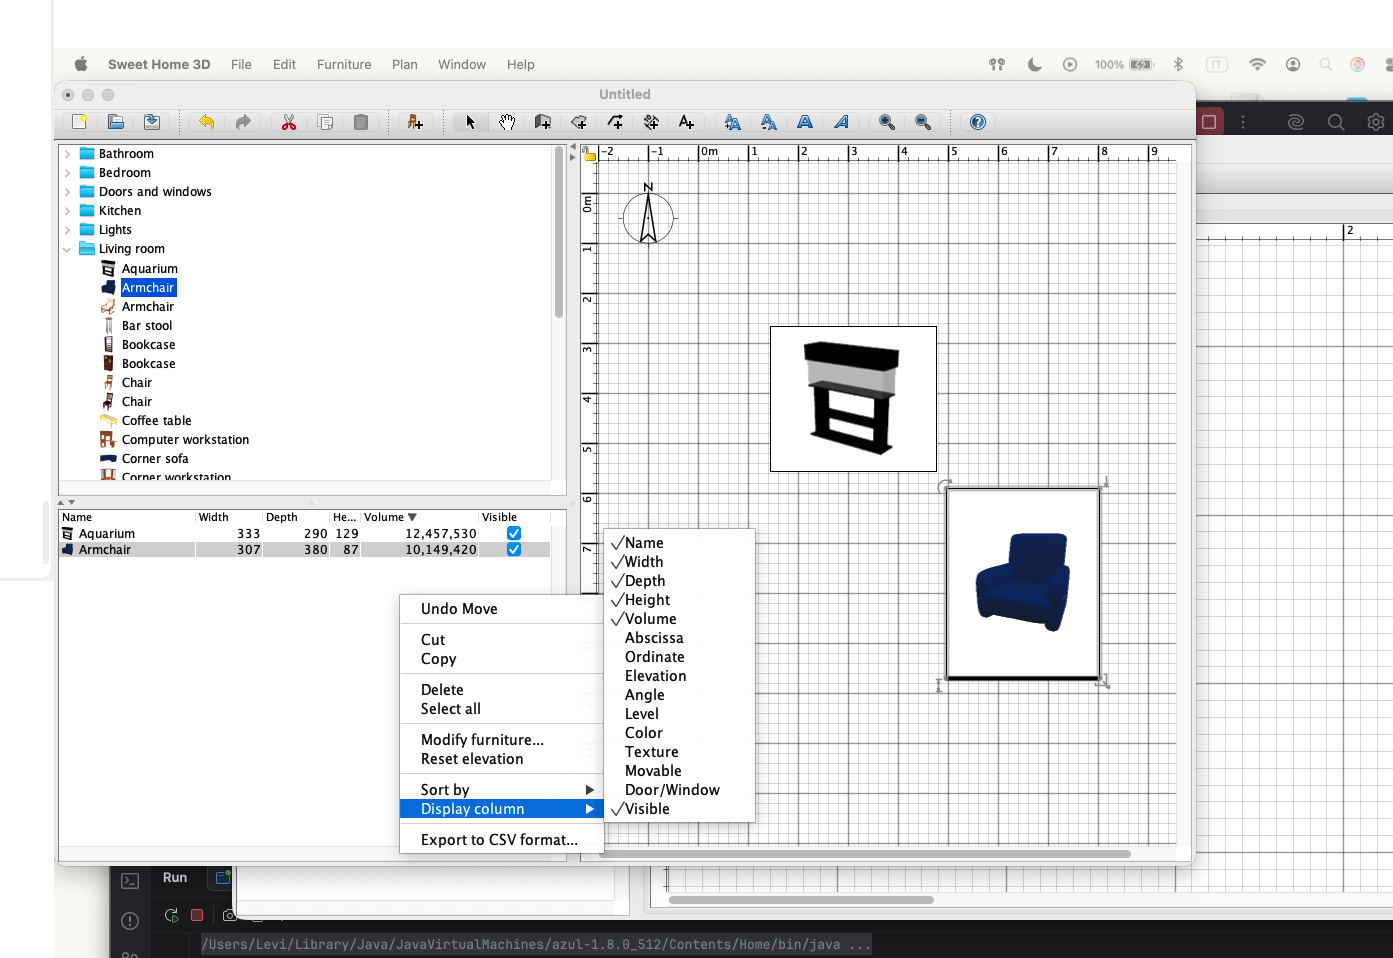 Sweet Home 3D File Edit Furniture Plan Window Help 100% IT
Untitled
Bathroom
Bedroom
Doors and windows
Kitchen
Lights
Living room
Aquarium
Armchair
Armchair
Bar stool
Bookcase
Bookcase
Chair
Chair
Coffee table
Computer workstation
Corner sofa
Corner workstation
Name Width Depth He... Volume Visible
Aquarium 333 290 129 12,457,530
Armchair 307 380 87 10,149,420
Undo Move
Cut
Copy
Delete
Select all
Modify furniture...
Reset elevation
Sort by
Display column
Export to CSV format...
Name
Width
Depth
Height
Volume
Abscissa
Ordinate
Elevation
Angle
Level
Color
Texture
Movable
Door/Window
Visible
-2 -1 0m 1 2 3 4 5 6 7 8 9
0m
1
2
3
4
5
6
7
N
2
Run
/Users/Levi/Library/Java/JavaVirtualMachines/azul-1.8.0_512/Contents/Home/bin/java ...